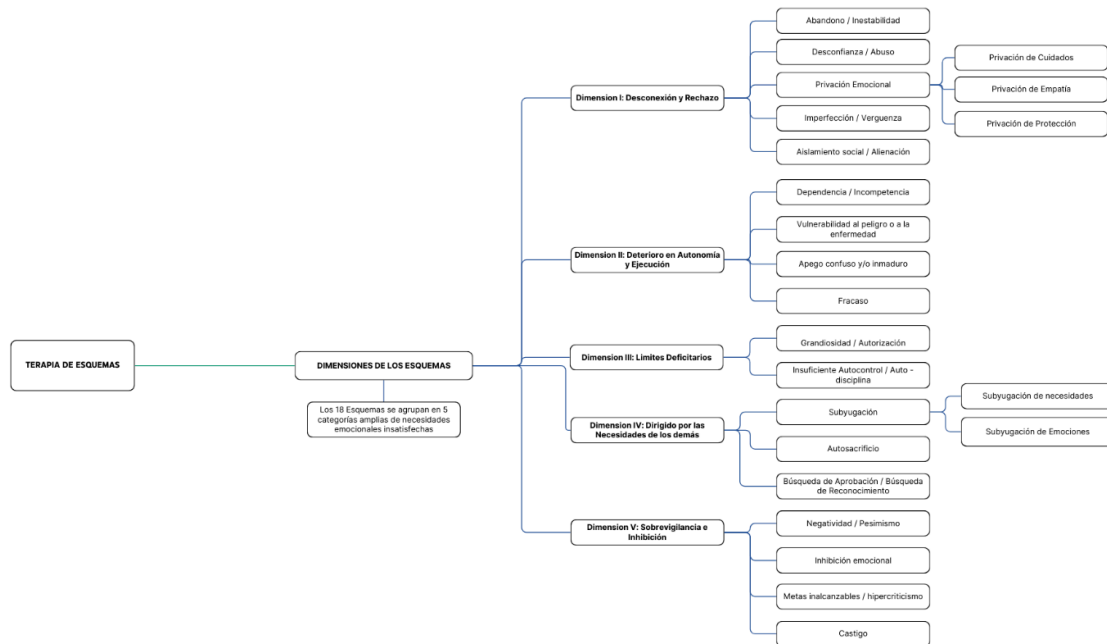 TERAPIA DE ESQUEMAS
DIMENSIONES DE LOS ESQUEMAS
Los 18 Esquemas se agrupan en 5
categorías amplias de necesidades
emocionales insatisfechas
Dimension I: Desconexión y Rechazo
Abandono / Inestabilidad
Desconfianza / Abuso
Privación Emocional
Privación de Cuidados
Privación de Empatía
Privación de Protección
Imperfección / Verguenza
Aislamiento social / Alienación
Dimension II: Deterioro en Autonomía
y Ejecución
Dependencia / Incompetencia
Vulnerabilidad al peligro o a la
enfermedad
Apego confuso y/o inmaduro
Fracaso
Dimension III: Limites Deficitarios
Grandiosidad / Autorización
Insuficiente Autocontrol / Auto -
disciplina
Dimension IV: Dirigido por las
Necesidades de los demás
Subyugación
Subyugación de necesidades
Subyugación de Emociones
Autosacrificio
Búsqueda de Aprobación / Búsqueda
de Reconocimiento
Dimension V: Sobrevigilancia e
Inhibición
Negatividad / Pesimismo
Inhibición emocional
Metas inalcanzables / hipercriticismo
Castigo